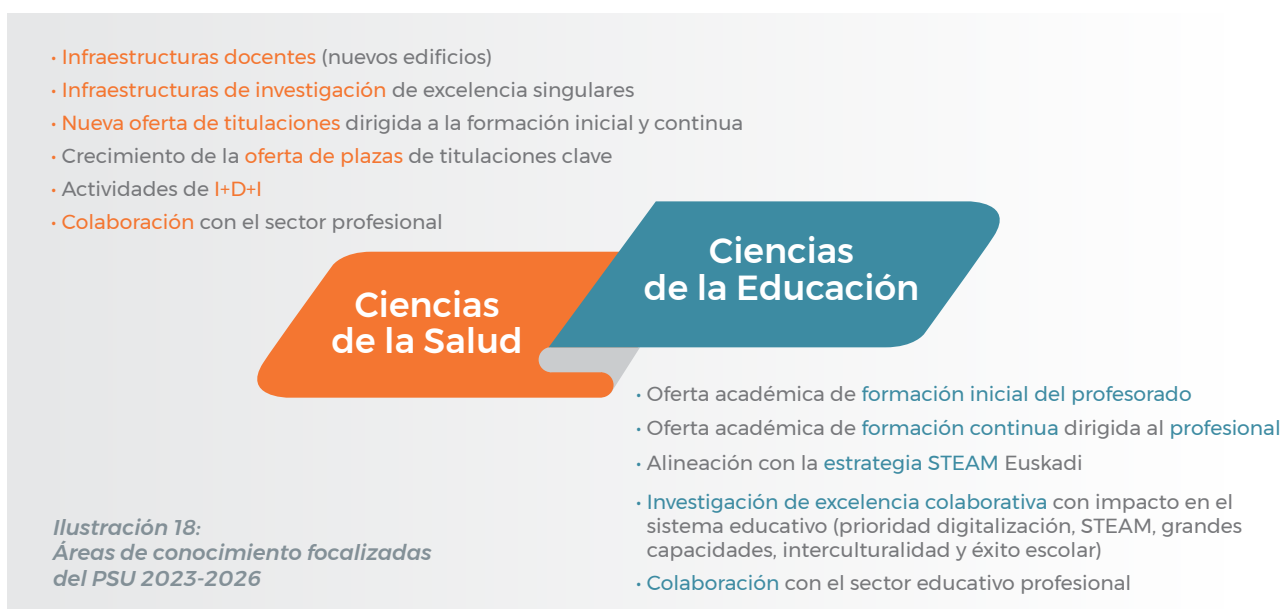 • Infraestructuras docentes (nuevos edificios)
• Infraestructuras de investigación de excelencia singulares
• Nueva oferta de titulaciones dirigida a la formación inicial y continua
• Crecimiento de la oferta de plazas de titulaciones clave
• Actividades de I+D+I
• Colaboración con el sector profesional
Ciencias
de la Salud
Ciencias
de la Educación
• Oferta académica de formación inicial del profesorado
• Oferta académica de formación continua dirigida al profesional
• Alineación con la estrategia STEAM Euskadi
• Investigación de excelencia colaborativa con impacto en el
sistema educativo (prioridad digitalización, STEAM, grandes
capacidades, interculturalidad y éxito escolar)
• Colaboración con el sector educativo profesional
Ilustración 18:
Áreas de conocimiento focalizadas
del PSU 2023-2026